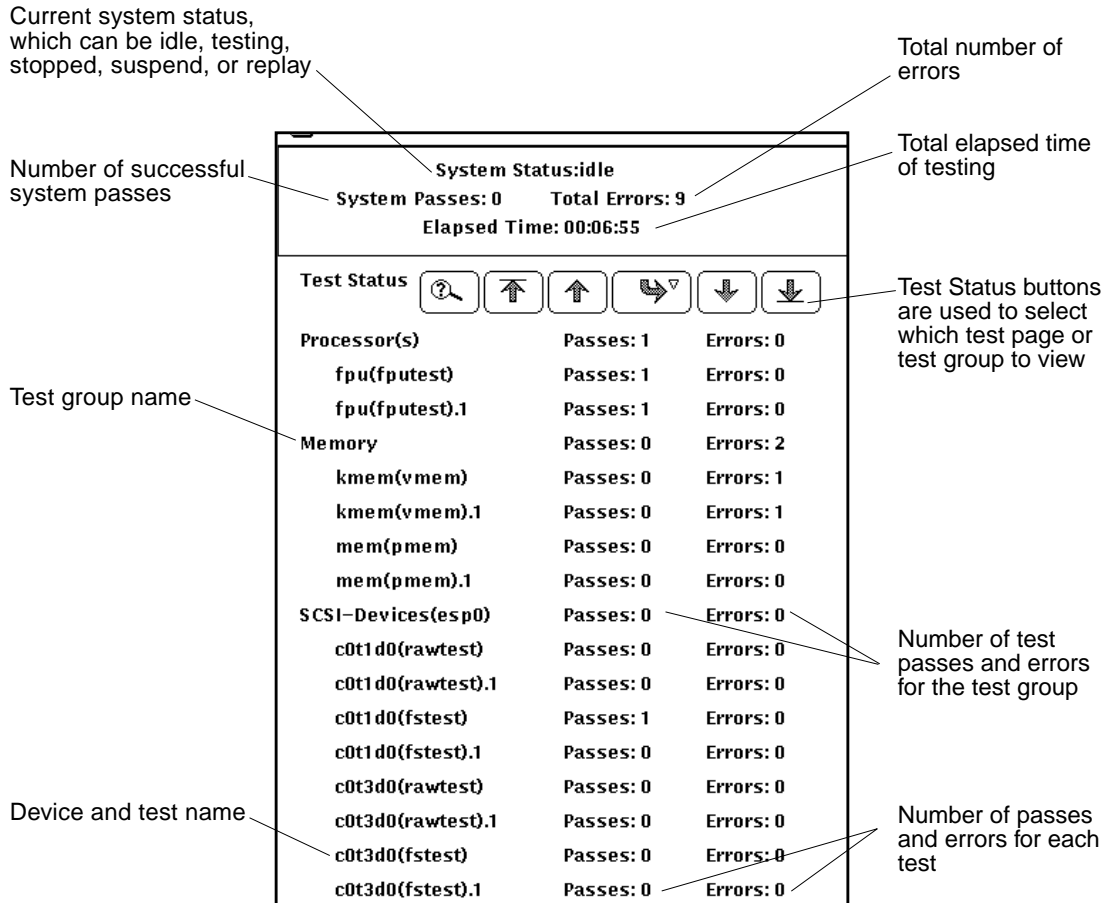 Current system status,
which can be idle, testing,
stopped, suspend, or replay
Total number of
errors
Number of successful
system passes
Total elapsed time
of testing
System Status:idle
System Passes: 0 Total Errors: 9
Elapsed Time: 00:06:55
Test Status
Test Status buttons
are used to select
which test page or
test group to view
Processor(s) Passes: 1 Errors: 0
fpu(fputest) Passes: 1 Errors: 0
fpu(fputest).1 Passes: 1 Errors: 0
Test group name
Memory Passes: 0 Errors: 2
kmem(vmem) Passes: 0 Errors: 1
kmem(vmem).1 Passes: 0 Errors: 1
mem(pmem) Passes: 0 Errors: 0
mem(pmem).1 Passes: 0 Errors: 0
SCSI-Devices(esp0) Passes: 0 Errors: 0
Number of test
passes and errors
for the test group
c0t1d0(rawtest) Passes: 0 Errors: 0
c0t1d0(rawtest).1 Passes: 0 Errors: 0
c0t1d0(fstest) Passes: 1 Errors: 0
c0t1d0(fstest).1 Passes: 0 Errors: 0
c0t3d0(rawtest) Passes: 0 Errors: 0
c0t3d0(rawtest).1 Passes: 0 Errors: 0
Device and test name
c0t3d0(fstest) Passes: 0 Errors: 0
c0t3d0(fstest).1 Passes: 0 Errors: 0
Number of passes
and errors for each
test